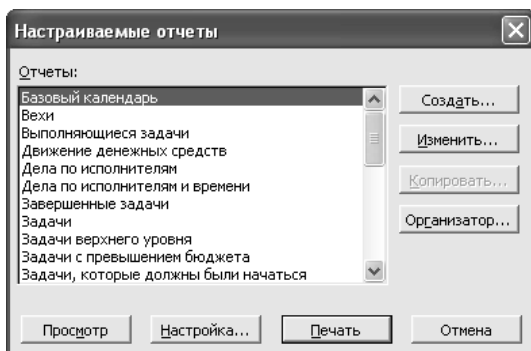 Настраиваемые отчеты
Отчеты:
Базовый календарь
Вехи
Выполняющиеся задачи
Движение денежных средств
Дела по исполнителям
Дела по исполнителям и времени
Завершенные задачи
Задачи
Задачи верхнего уровня
Задачи с превышением бюджета
Задачи, которые должны были начаться
Создать...
Изменить...
Копировать...
Организатор...
Просмотр
Настройка...
Печать
Отмена